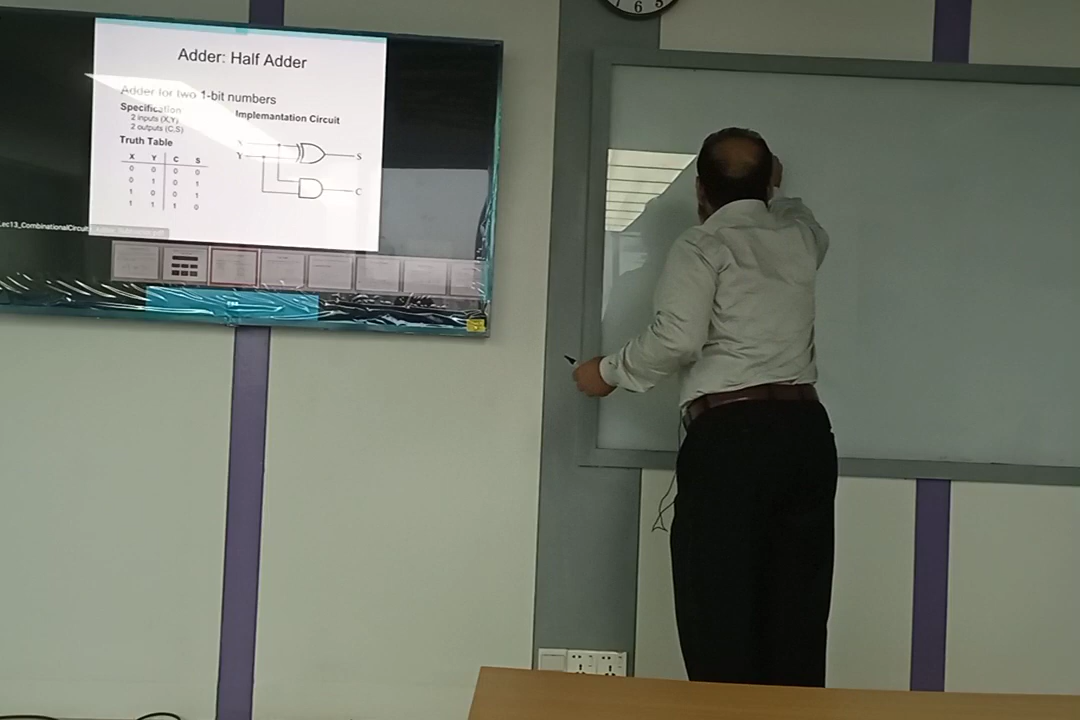 6 5
Adder: Half Adder
Adder for two 1-bit numbers
Specification
Implemantation Circuit
2 inputs (X,Y)
2 outputs (C,S)
Truth Table
X Y C S
0 0 0 0
0 1 0 1
1 0 0 1
1 1 1 0
Y
S
C